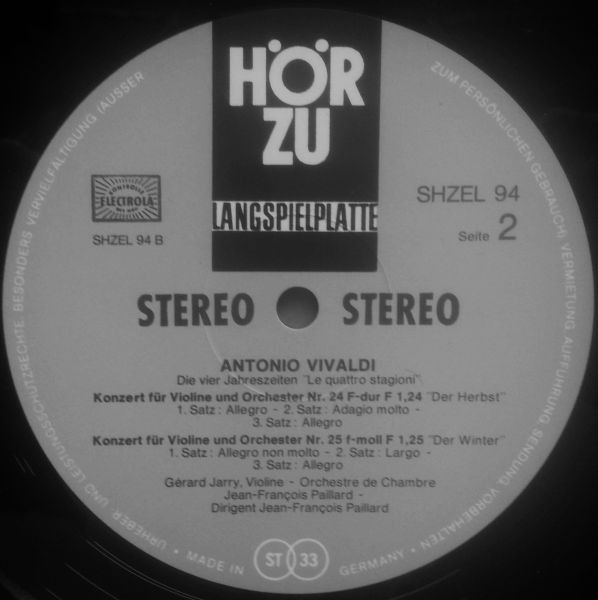 HÖR
ZU
LANGSPIELPLATTE
KONTROLLE
ELECTROLA
SHZEL 94 B
SHZEL 94
Seite 2
STEREO STEREO
ANTONIO VIVALDI
Die vier Jahreszeiten "Le quattro stagioni"
Konzert für Violine und Orchester Nr. 24 F-dur F 1,24 "Der Herbst"
1. Satz : Allegro - 2. Satz : Adagio molto -
3. Satz : Allegro
Konzert für Violine und Orchester Nr. 25 f-moll F 1,25 "Der Winter"
1. Satz : Allegro non molto - 2. Satz : Largo -
3. Satz : Allegro
Gérard Jarry, Violine - Orchestre de Chambre
Jean-François Paillard -
Dirigent Jean-François Paillard
URHEBER- UND LEISTUNGSSCHUTZRECHTE, BESONDERS VERVIELFÄLTIGUNG (AUSSER
ZUM PERSÖNLICHEN GEBRAUCH) VERMIETUNG, AUFFÜHRUNG, SENDUNG, VORBEHALTEN
• MADE IN ST 33 GERMANY •